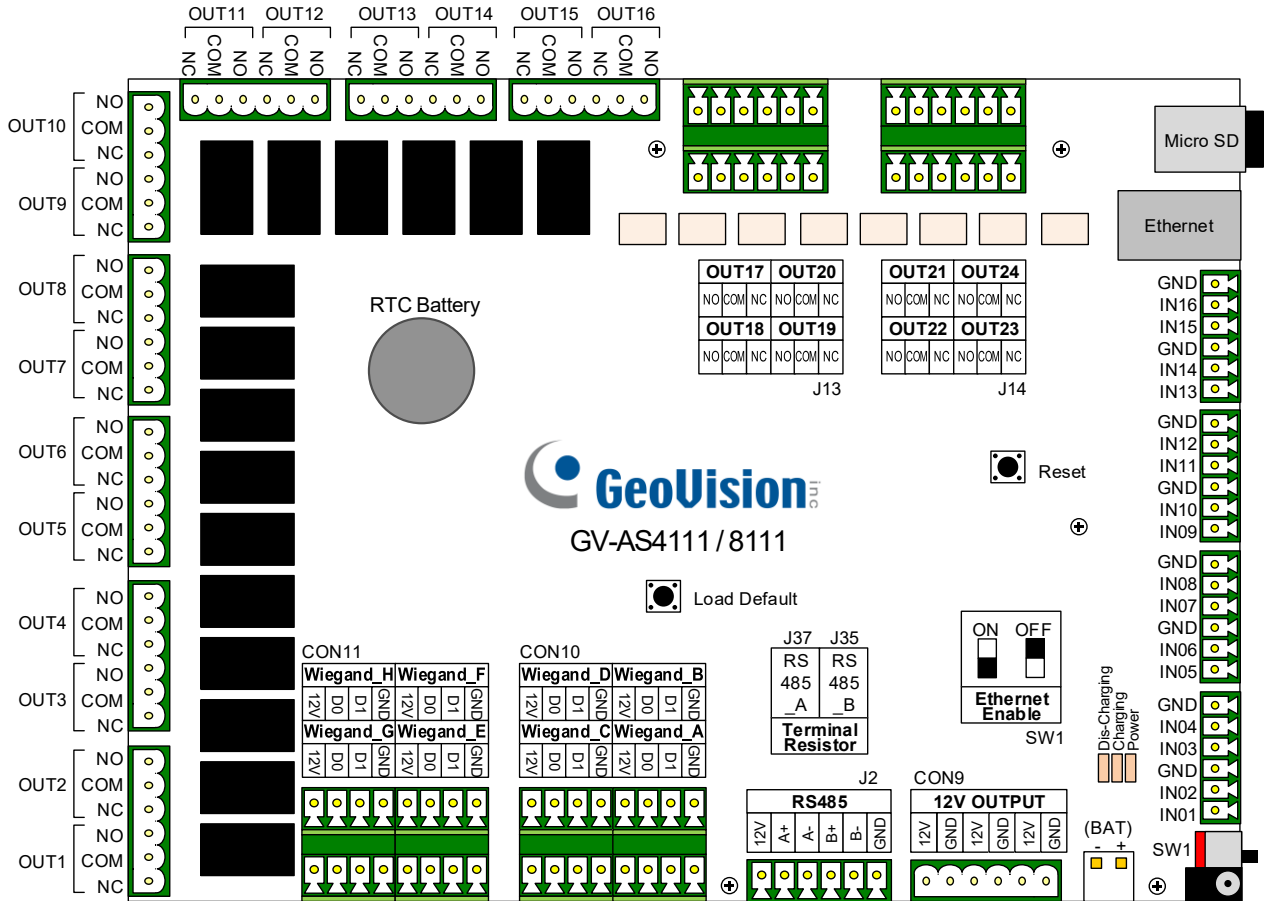 OUT11 OUT12 OUT13 OUT14 OUT15 OUT16
NC COM NO NC COM NO NC COM NO NC COM NO NC COM NO NC COM NO
OUT10 NO COM NC
OUT9 NO COM NC
OUT8 NO COM NC
OUT7 NO COM NC
OUT6 NO COM NC
OUT5 NO COM NC
OUT4 NO COM NC
OUT3 NO COM NC
OUT2 NO COM NC
OUT1 NO COM NC
Micro SD
Ethernet
RTC Battery
OUT17 OUT20
NO COM NC NO COM NC
OUT18 OUT19
NO COM NC NO COM NC
J13
OUT21 OUT24
NO COM NC NO COM NC
OUT22 OUT23
NO COM NC NO COM NC
J14
GeoVision inc
GV-AS4111 / 8111
Reset
Load Default
GND
IN16
IN15
GND
IN14
IN13
GND
IN12
IN11
GND
IN10
IN09
GND
IN08
IN07
GND
IN06
IN05
GND
IN04
IN03
GND
IN02
IN01
CON11
Wiegand_H Wiegand_F
12V D0 D1 GND 12V D0 D1 GND
Wiegand_G Wiegand_E
12V D0 D1 GND 12V D0 D1 GND
CON10
Wiegand_D Wiegand_B
12V D0 D1 GND 12V D0 D1 GND
Wiegand_C Wiegand_A
12V D0 D1 GND 12V D0 D1 GND
J37 J35
RS RS
485 485
_A _B
Terminal
Resistor
ON OFF
Ethernet
Enable
SW1
Dis-Charging
Charging
Power
J2
RS485
12V A+ A- B+ B- GND
CON9
12V OUTPUT
12V GND 12V GND 12V GND
(BAT)
- +
SW1